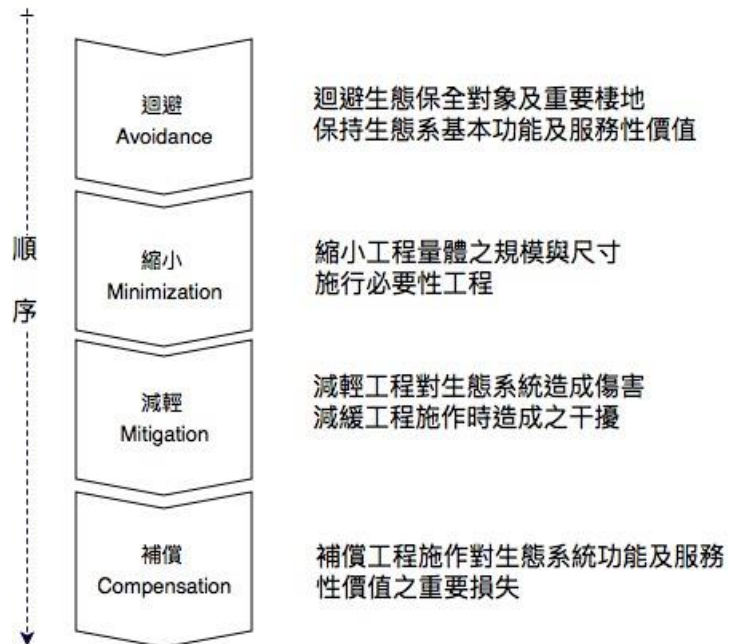 順
序
迴避
Avoidance
迴避生態保全對象及重要棲地
保持生態系基本功能及服務性價值
縮小
Minimization
縮小工程量體之規模與尺寸
施行必要性工程
減輕
Mitigation
減輕工程對生態系統造成傷害
減緩工程施作時造成之干擾
補償
Compensation
補償工程施作對生態系統功能及服務
性價值之重要損失